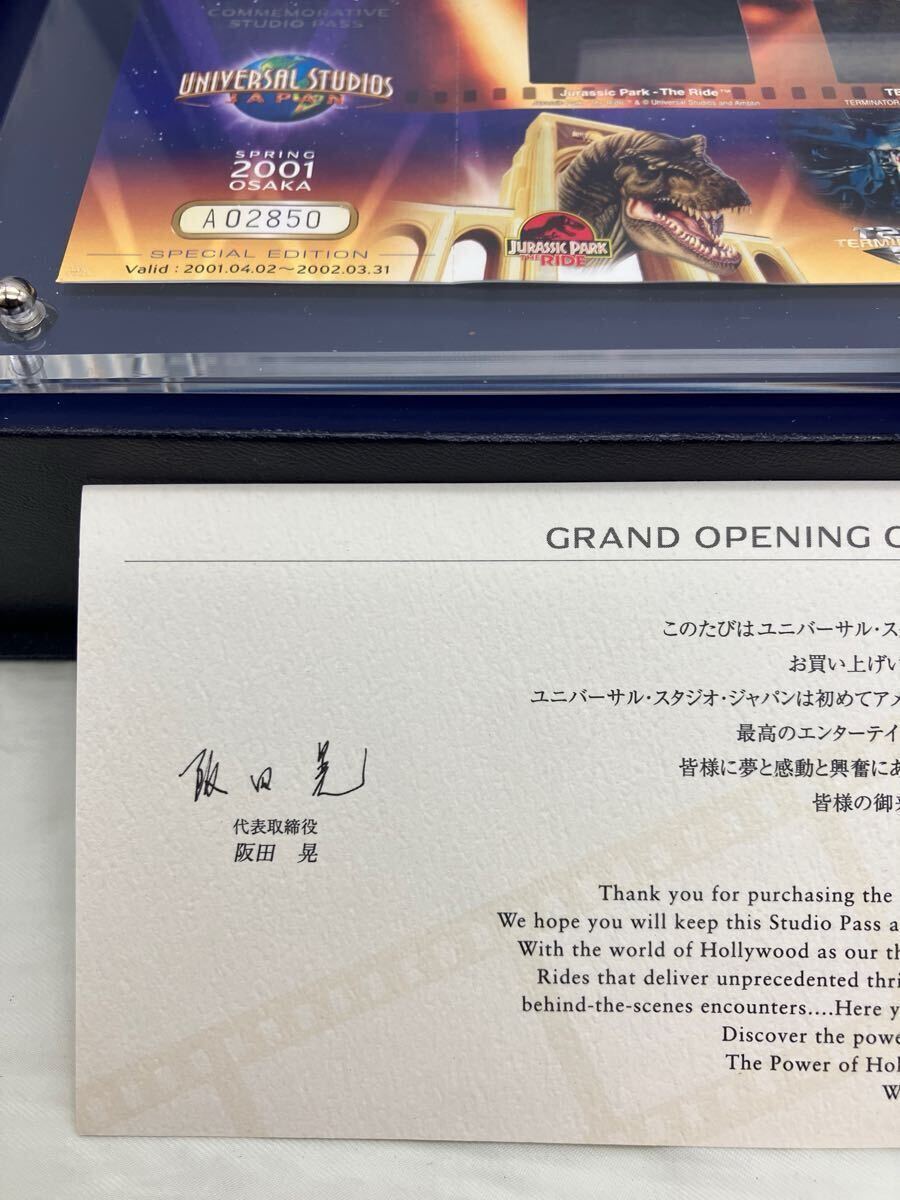 COMMEMORATIVE
STUDIO PASS
UNIVERSAL STUDIOS
JAPAN
SPRING
2001
OSAKA
A02850
SPECIAL EDITION
Valid : 2001.04.02~2002.03.31
Jurassic Park - The Ride™
JURASSIC PARK
THE RIDE
GRAND OPENING
このたびはユニバーサル・ス
お買い上げい
ユニバーサル・スタジオ・ジャパンは初めてアメ
最高のエンターテイ
皆様に夢と感動と興奮にあ
皆様の御
阪田晃
代表取締役
阪田 晃
Thank you for purchasing the
We hope you will keep this Studio Pass a
With the world of Hollywood as our th
Rides that deliver unprecedented thri
behind-the-scenes encounters....Here y
Discover the powe
The Power of Hol
W